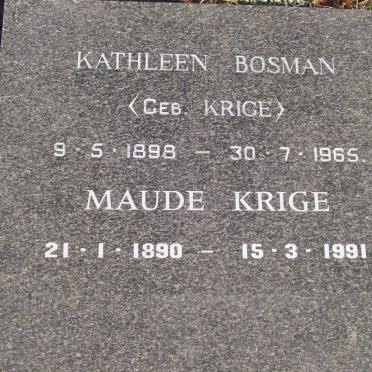 KATHLEEN BOSMAN
〈GEB. KRIGE〉
9·5·1898 – 30·7·1965.
MAUDE KRIGE
21·1·1890 – 15·3·1991